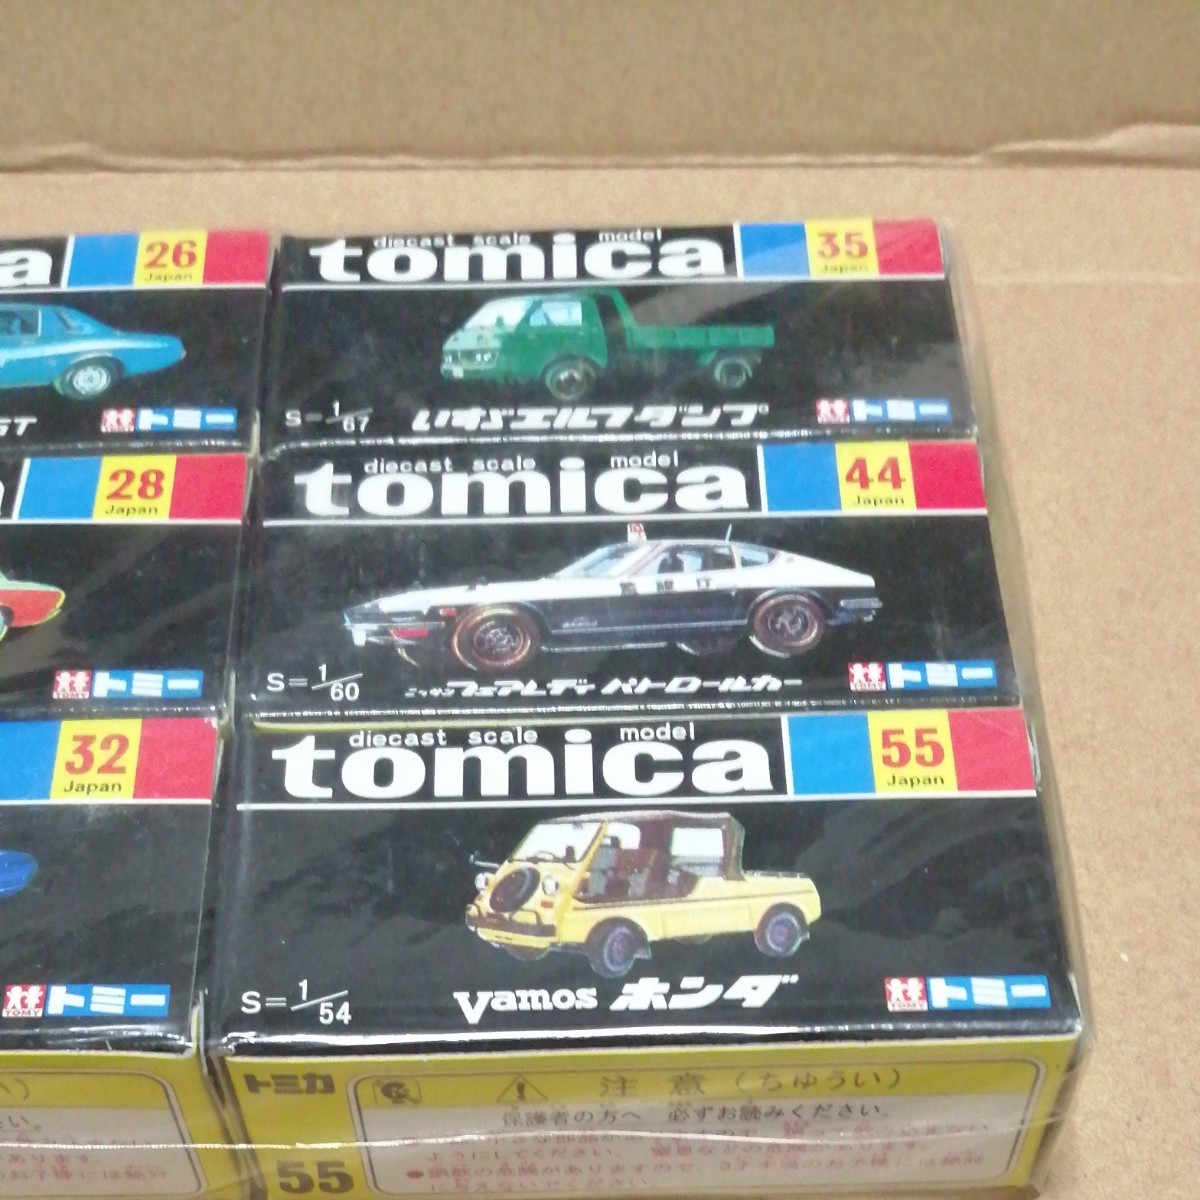 a
26
Japan
GT
トミー
28
Japan
TOMY
トミー
32
Japan
TOMY
トミー
diecast scale model
tomica
35
Japan
S=1/67
いすゞエルフダンプ
トミー
diecast scale model
tomica
44
Japan
S=1/60
ニッサン フェアレディ パトロールカー
TOMY
トミー
diecast scale model
tomica
55
Japan
S=1/54
Vamos ホンダ
トミー
トミカ
注意(ちゅうい)
保護者の方へ 必ずお読みください。
55